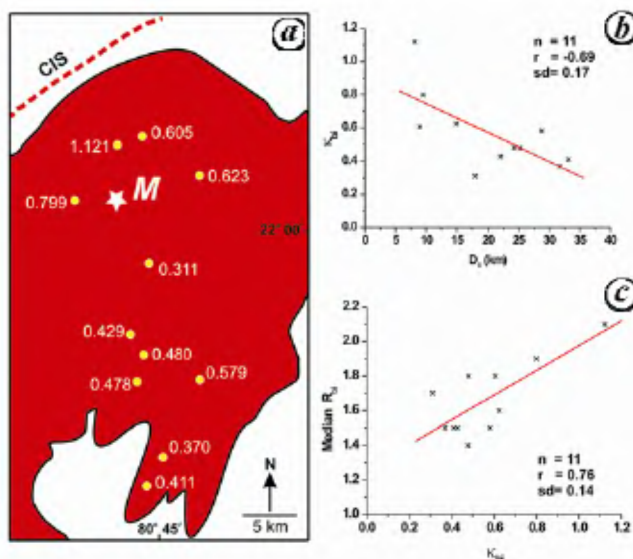 a
CIS
0.605
1.121
0.623
0.799
M
22° 00
0.311
0.429
0.480
0.478
0.579
0.370
0.411
N
5 km
80° 45'
b
n = 11
r = -0.69
sd= 0.17
1.2
1.0
0.8
0.6
0.4
0.2
0.0
0 5 10 15 20 25 30 35 40
(km)
c
2.2
2.0
1.8
1.6
1.4
1.2
1.0
Median
n = 11
r = 0.76
sd= 0.14
0.0 0.2 0.4 0.6 0.8 1.0 1.2